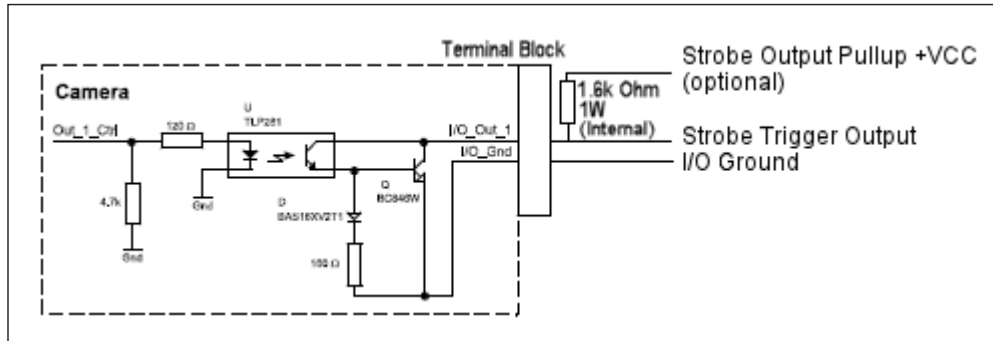 Terminal Block
Strobe Output Pullup +VCC
(optional)
Camera
1.6k Ohm
1W
(Internal)
U
TLP281
Out_1_Ctrl
120 Ω
I/O_Out_1
Strobe Trigger Output
I/O_Gnd
I/O Ground
4.7k
Gnd
Q
BC846W
D
BAS16XV2T1
Gnd
100 Ω